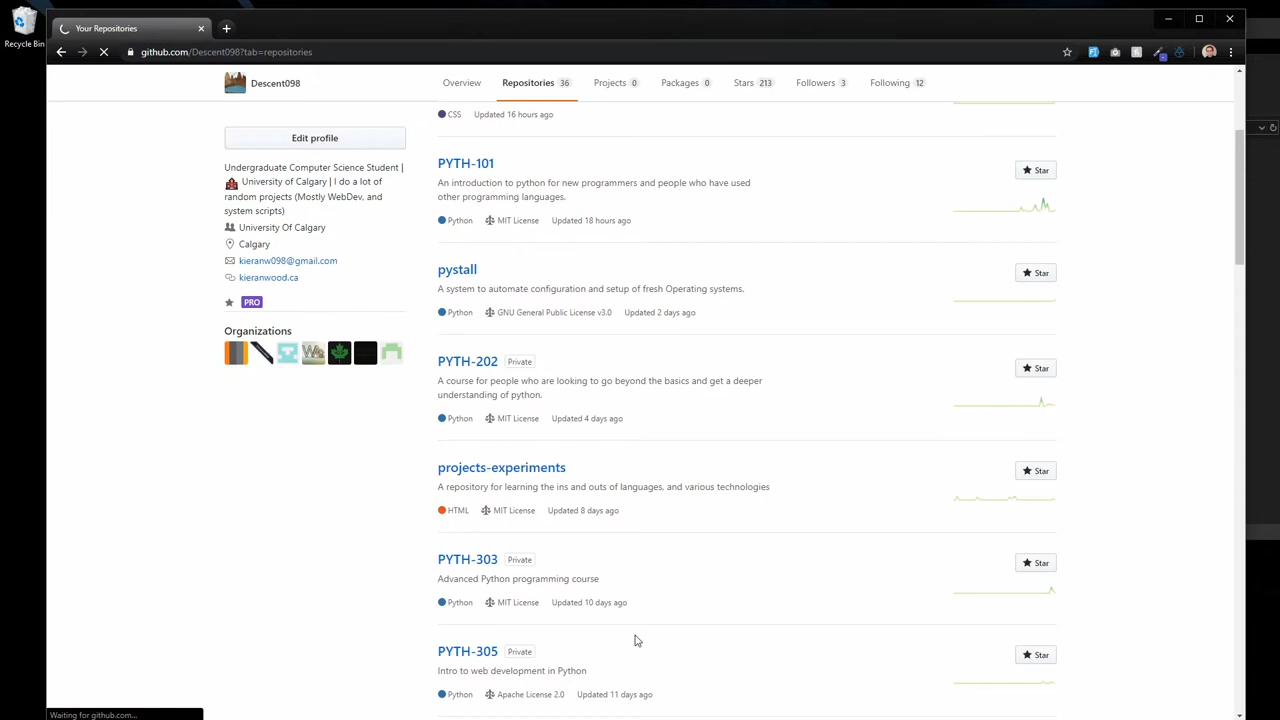 Recycle Bin
Your Repositories
github.com/Descent098?tab=repositories
Descent098
Overview
Repositories 36
Projects 0
Packages 0
Stars 213
Followers 3
Following 12
Edit profile
Undergraduate Computer Science Student |
University of Calgary | I do a lot of
random projects (Mostly WebDev, and
system scripts)
University Of Calgary
Calgary
kieranw098@gmail.com
kieranwood.ca
PRO
Organizations
CSS Updated 16 hours ago
PYTH-101
Star
An introduction to python for new programmers and people who have used
other programming languages.
Python MIT License Updated 18 hours ago
pystall
Star
A system to automate configuration and setup of fresh Operating systems.
Python GNU General Public License v3.0 Updated 2 days ago
PYTH-202 Private
Star
A course for people who are looking to go beyond the basics and get a deeper
understanding of python.
Python MIT License Updated 4 days ago
projects-experiments
Star
A repository for learning the ins and outs of languages, and various technologies
HTML MIT License Updated 8 days ago
PYTH-303 Private
Star
Advanced Python programming course
Python MIT License Updated 10 days ago
PYTH-305 Private
Star
Intro to web development in Python
Python Apache License 2.0 Updated 11 days ago
Waiting for github.com...